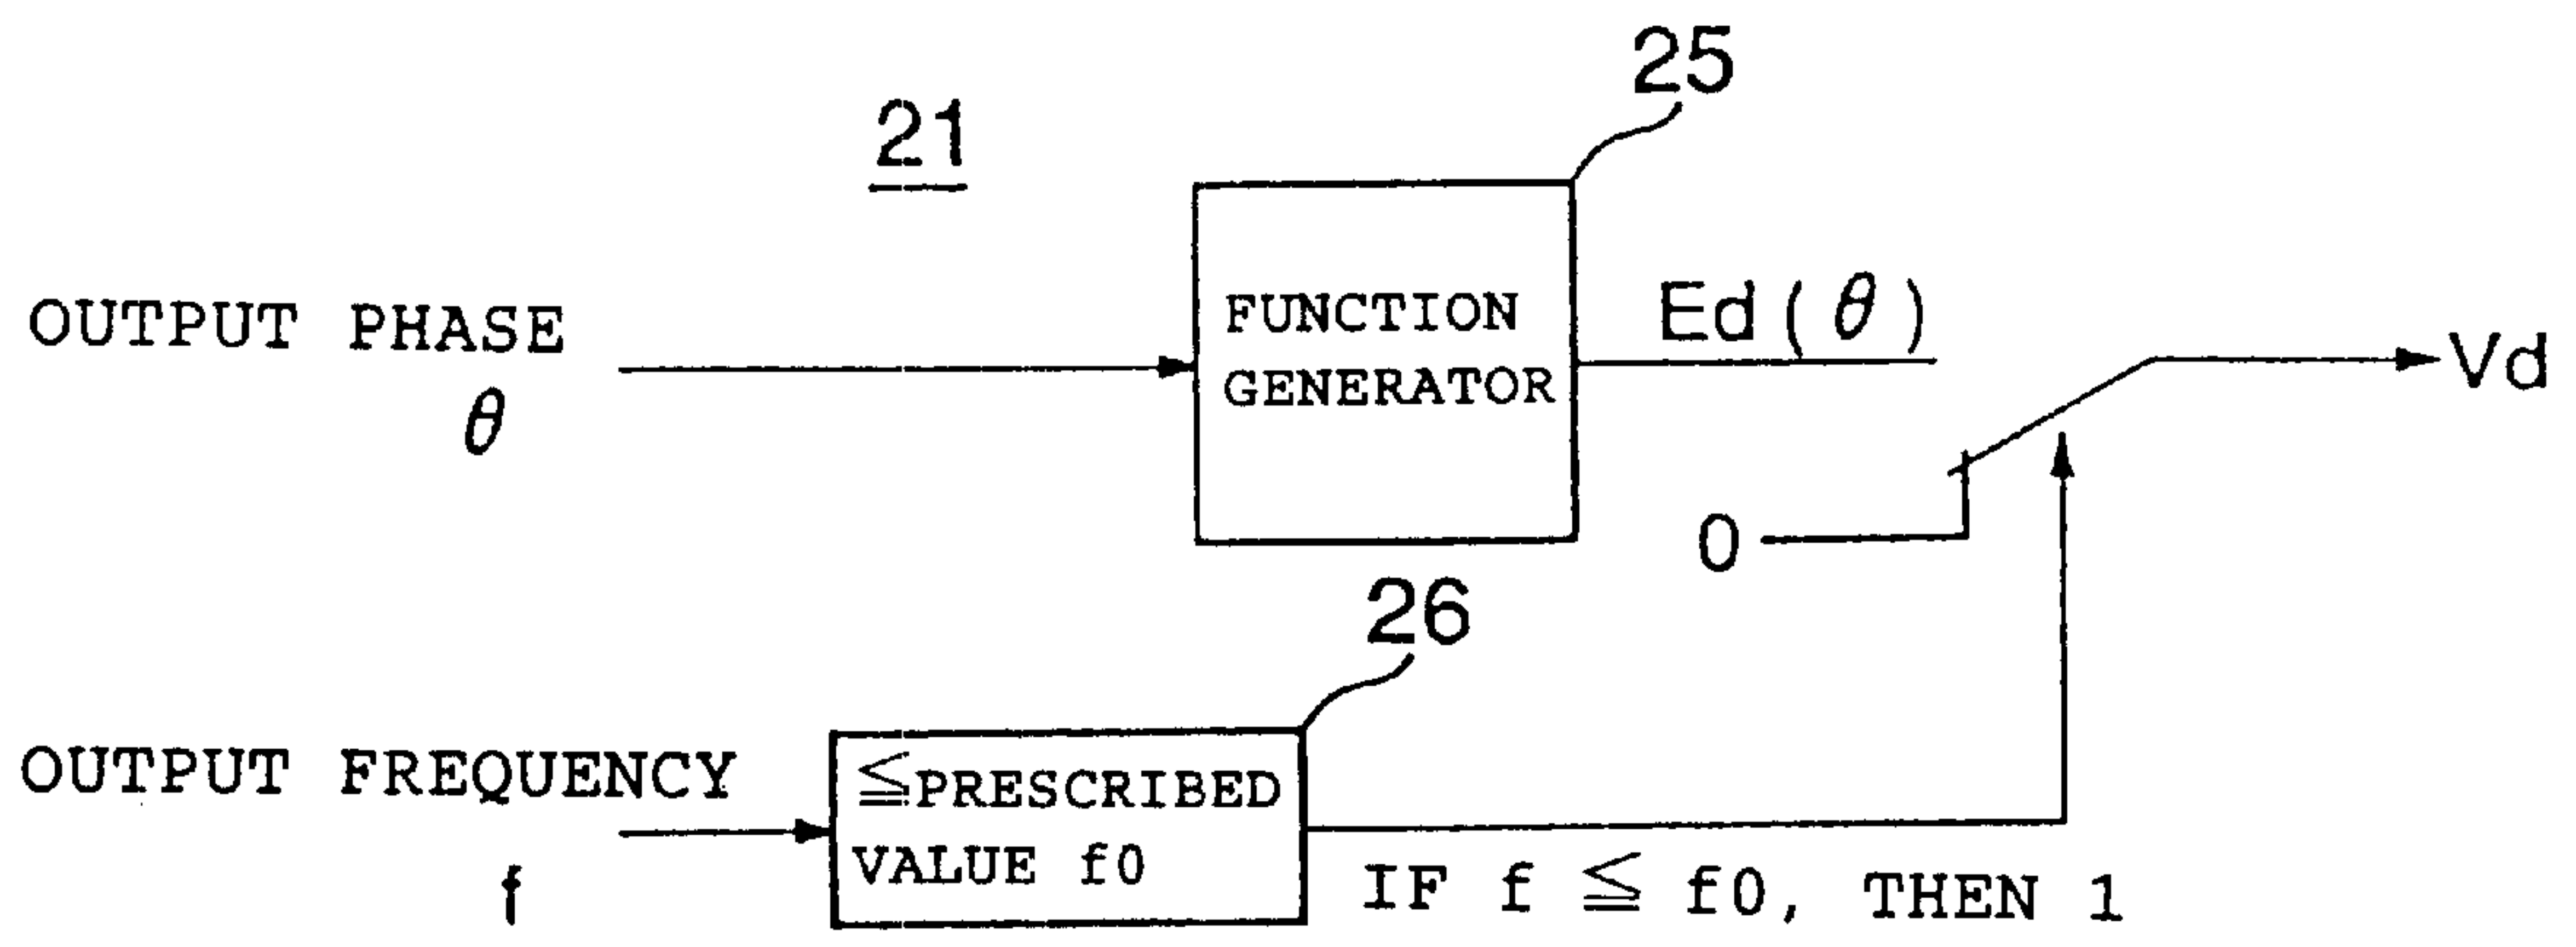 25
21
OUTPUT PHASE
θ
FUNCTION
GENERATOR
Ed(θ)
Vd
0
26
OUTPUT FREQUENCY
f
≦PRESCRIBED
VALUE f0
IF f ≦ f0, THEN 1